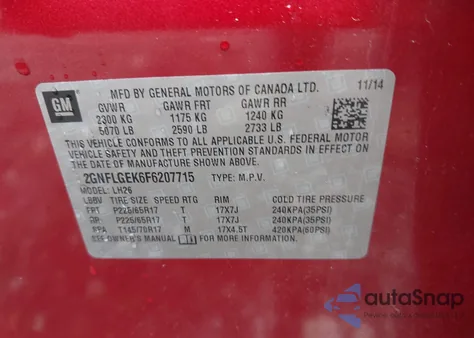 GM
MFD BY GENERAL MOTORS OF CANADA LTD. 11/14
GVWR GAWR FRT GAWR RR
2300 KG 1175 KG 1240 KG
5070 LB 2590 LB 2733 LB
THIS VEHICLE CONFORMS TO ALL APPLICABLE U.S. FEDERAL MOTOR
VEHICLE SAFETY AND THEFT PREVENTION STANDARDS IN EFFECT ON
THE DATE OF MANUFACTURE SHOWN ABOVE.
2GNFLGEK6F6207715 TYPE: M.P.V.
MODEL: LH26
LBBV TIRE SIZE SPEED RTG RIM COLD TIRE PRESSURE
FRT P225/65R17 T 17X7J 240KPA(35PSI)
RR P225/65R17 T 17X7J 240KPA(35PSI)
SPA T145/70R17 M 17X4.5T 420KPA(60PSI)
SEE OWNER'S MANUAL FOR MORE INFORMATION.
autoSnap